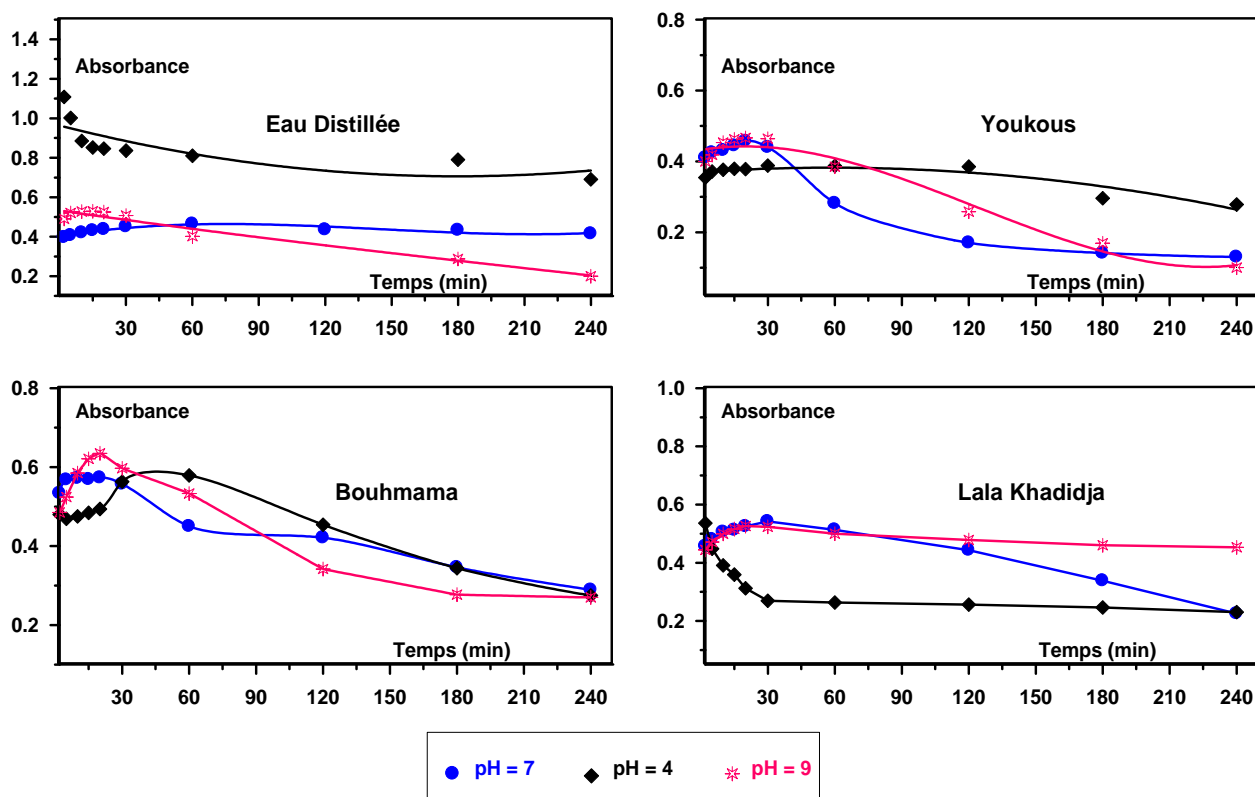 1.4
1.2
1.0
0.8
0.6
0.4
0.2
Absorbance
Eau Distillée
Temps (min)
30 60 90 120 150 180 210 240
0.8
0.6
0.4
0.2
Absorbance
Youkous
Temps (min)
30 60 90 120 150 180 210 240
0.8
0.6
0.4
0.2
Absorbance
Bouhmama
Temps (min)
30 60 90 120 150 180 210 240
1.0
0.8
0.6
0.4
0.2
Absorbance
Lala Khadidja
Temps (min)
30 60 90 120 150 180 210 240
pH = 7 pH = 4 pH = 9